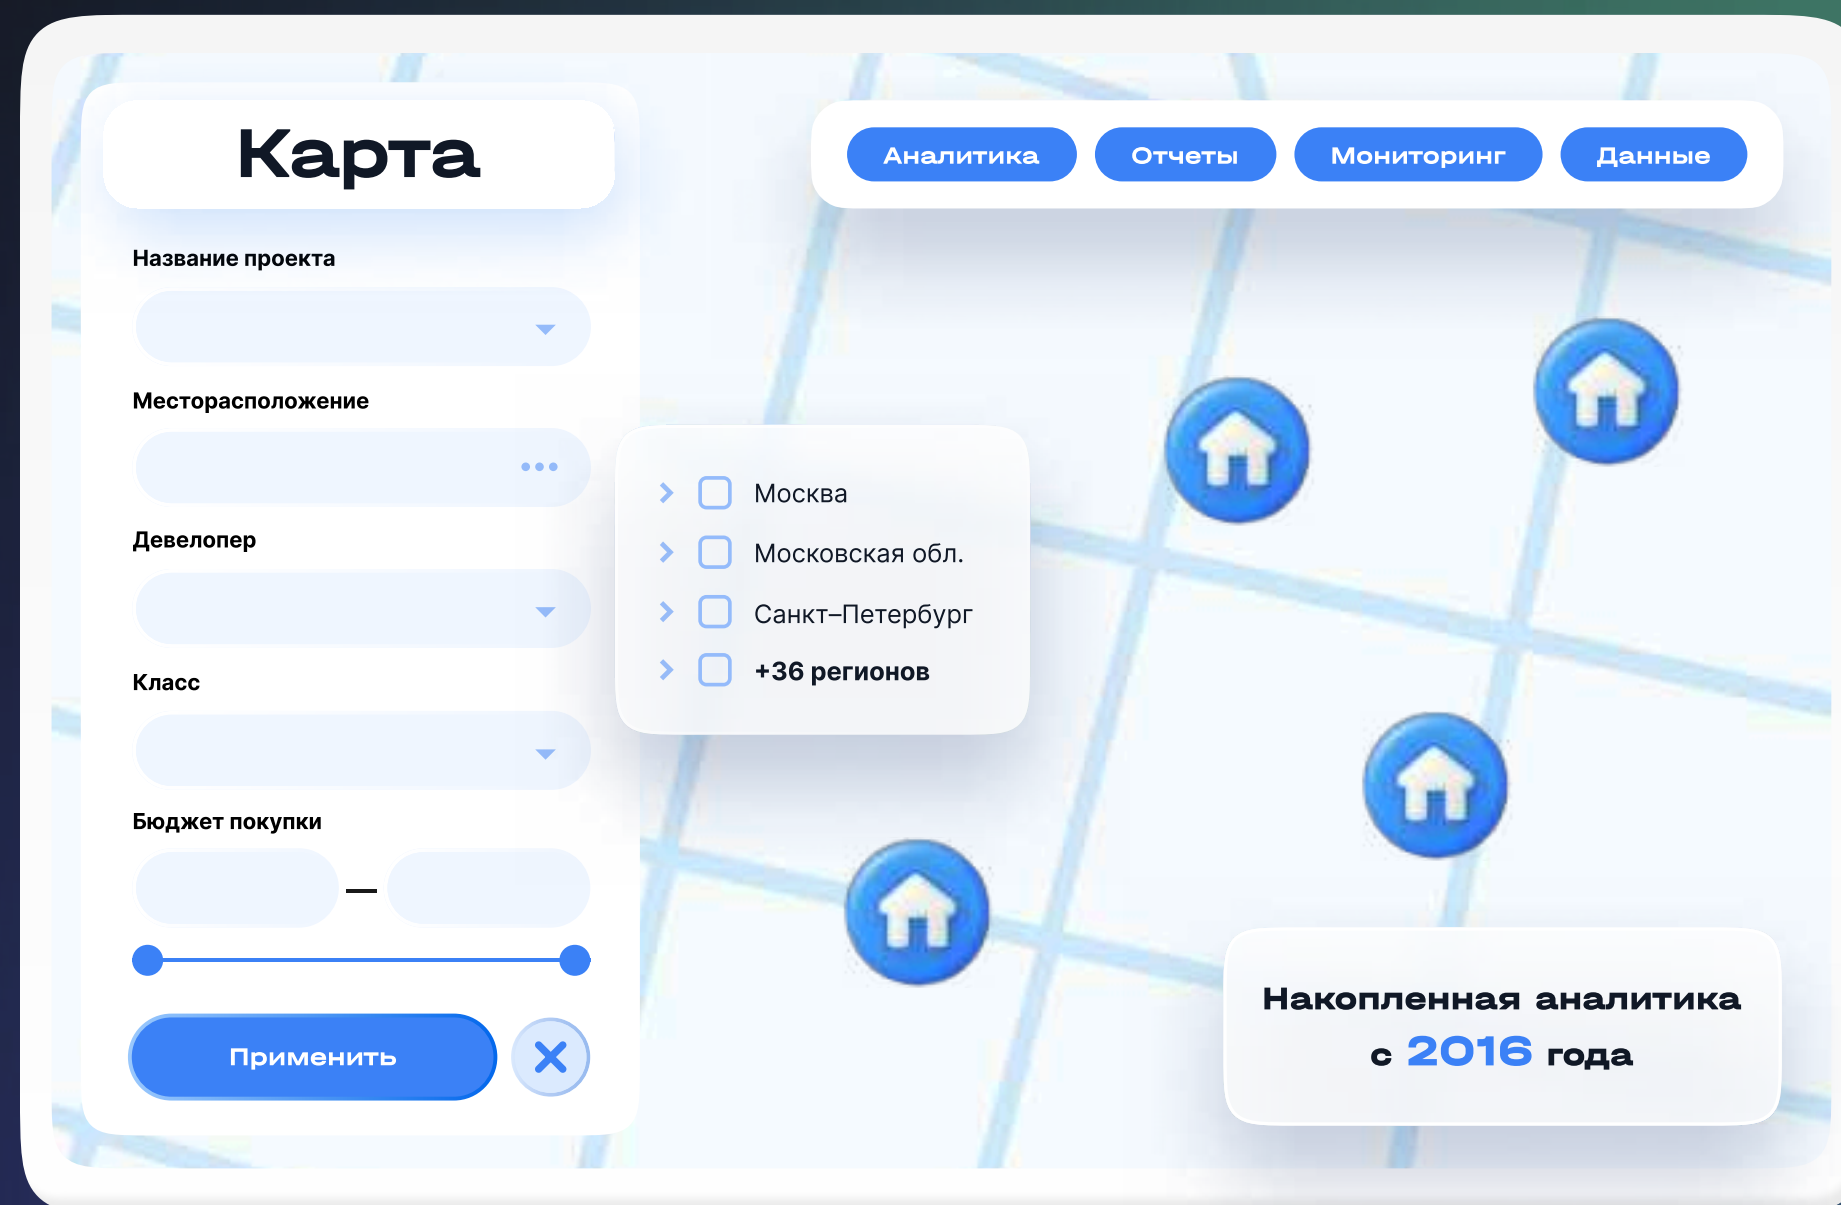 Карта
Аналитика
Отчеты
Мониторинг
Данные
Название проекта
Месторасположение
Москва
Московская обл.
Санкт–Петербург
+36 регионов
Девелопер
Класс
Бюджет покупки
—
Применить
Накопленная аналитика
с 2016 года